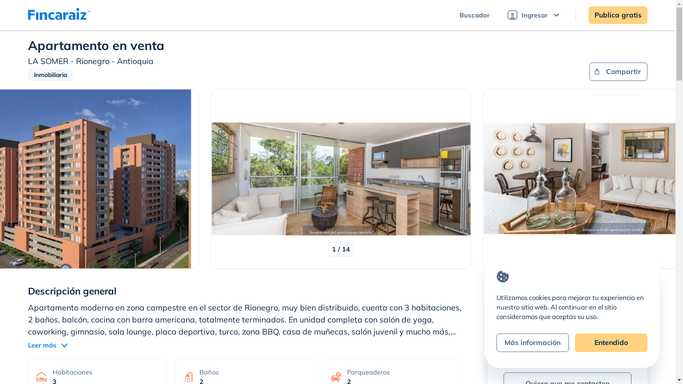 Fincaraiz
Buscador
Ingresar
Publica gratis
Apartamento en venta
LA SOMER - Rionegro - Antioquia
Inmobiliaria
Compartir
1 / 14
Descripción general
Apartamento moderno en zona campestre en el sector de Rionegro, muy bien distribuido, cuenta con 3 habitaciones,
2 baños, balcón, cocina con barra americana, totalmente terminados. En unidad completa con salón de yoga,
coworking, gimnasio, sala lounge, placa deportiva, turco, zona BBQ, casa de muñecas, salón juvenil y mucho más,...
Leer más
Habitaciones
3
Baños
2
Parqueaderos
2
Utilizamos cookies para mejorar tu experiencia en
nuestro sitio web. Al continuar en el sitio
consideramos que aceptas su uso.
Más información
Entendido
Quiero que me contacten